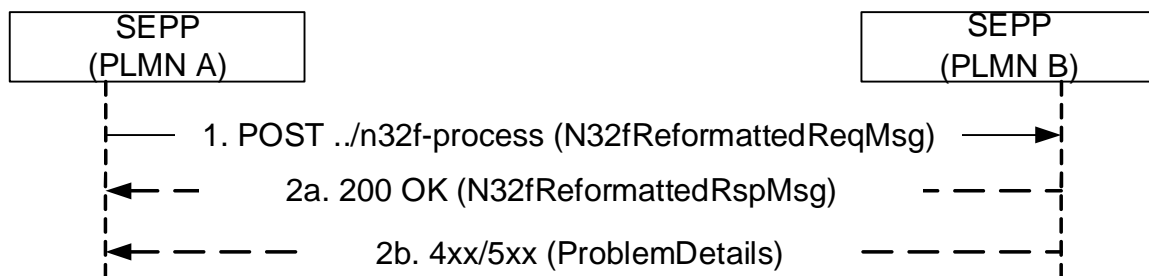 SEPP
(PLMN A)
SEPP
(PLMN B)
1. POST ../n32f-process (N32fReformattedReqMsg)
2a. 200 OK (N32fReformattedRspMsg)
2b. 4xx/5xx (ProblemDetails)